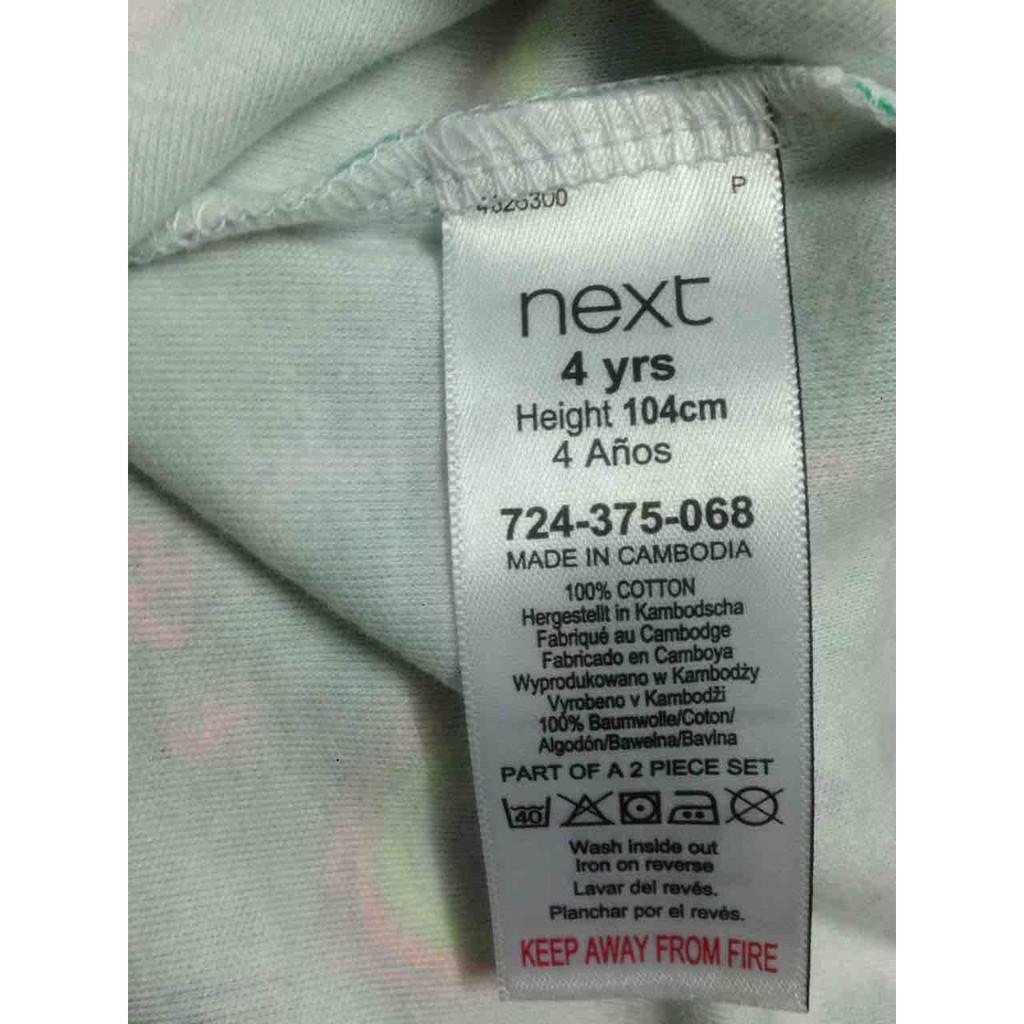 4326300 P
next
4 yrs
Height 104cm
4 Años
724-375-068
MADE IN CAMBODIA
100% COTTON
Hergestellt in Kambodscha
Fabriqué au Cambodge
Fabricado en Camboya
Wyprodukowano w Kambodży
Vyrobeno v Kambodži
100% Baumwolle/Coton/
Algodón/Bawełna/Bavlna
PART OF A 2 PIECE SET
40
Wash inside out
Iron on reverse
Lavar del revés.
Planchar por el revés.
KEEP AWAY FROM FIRE